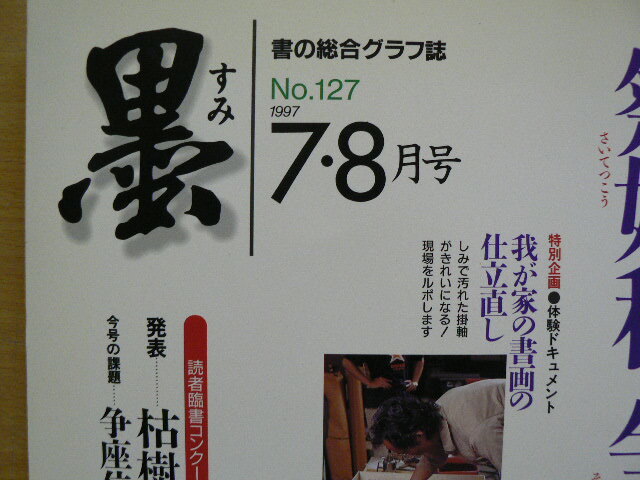 墨
すみ
書の総合グラフ誌
No.127
1997
7・8月号
さいてつこう
特別企画●体験ドキュメント
我が家の書画の
仕立直し
しみで汚れた掛軸
がきれいになる!
現場をルポします
読者臨書コンク
発表……枯樹
今号の課題……争座位